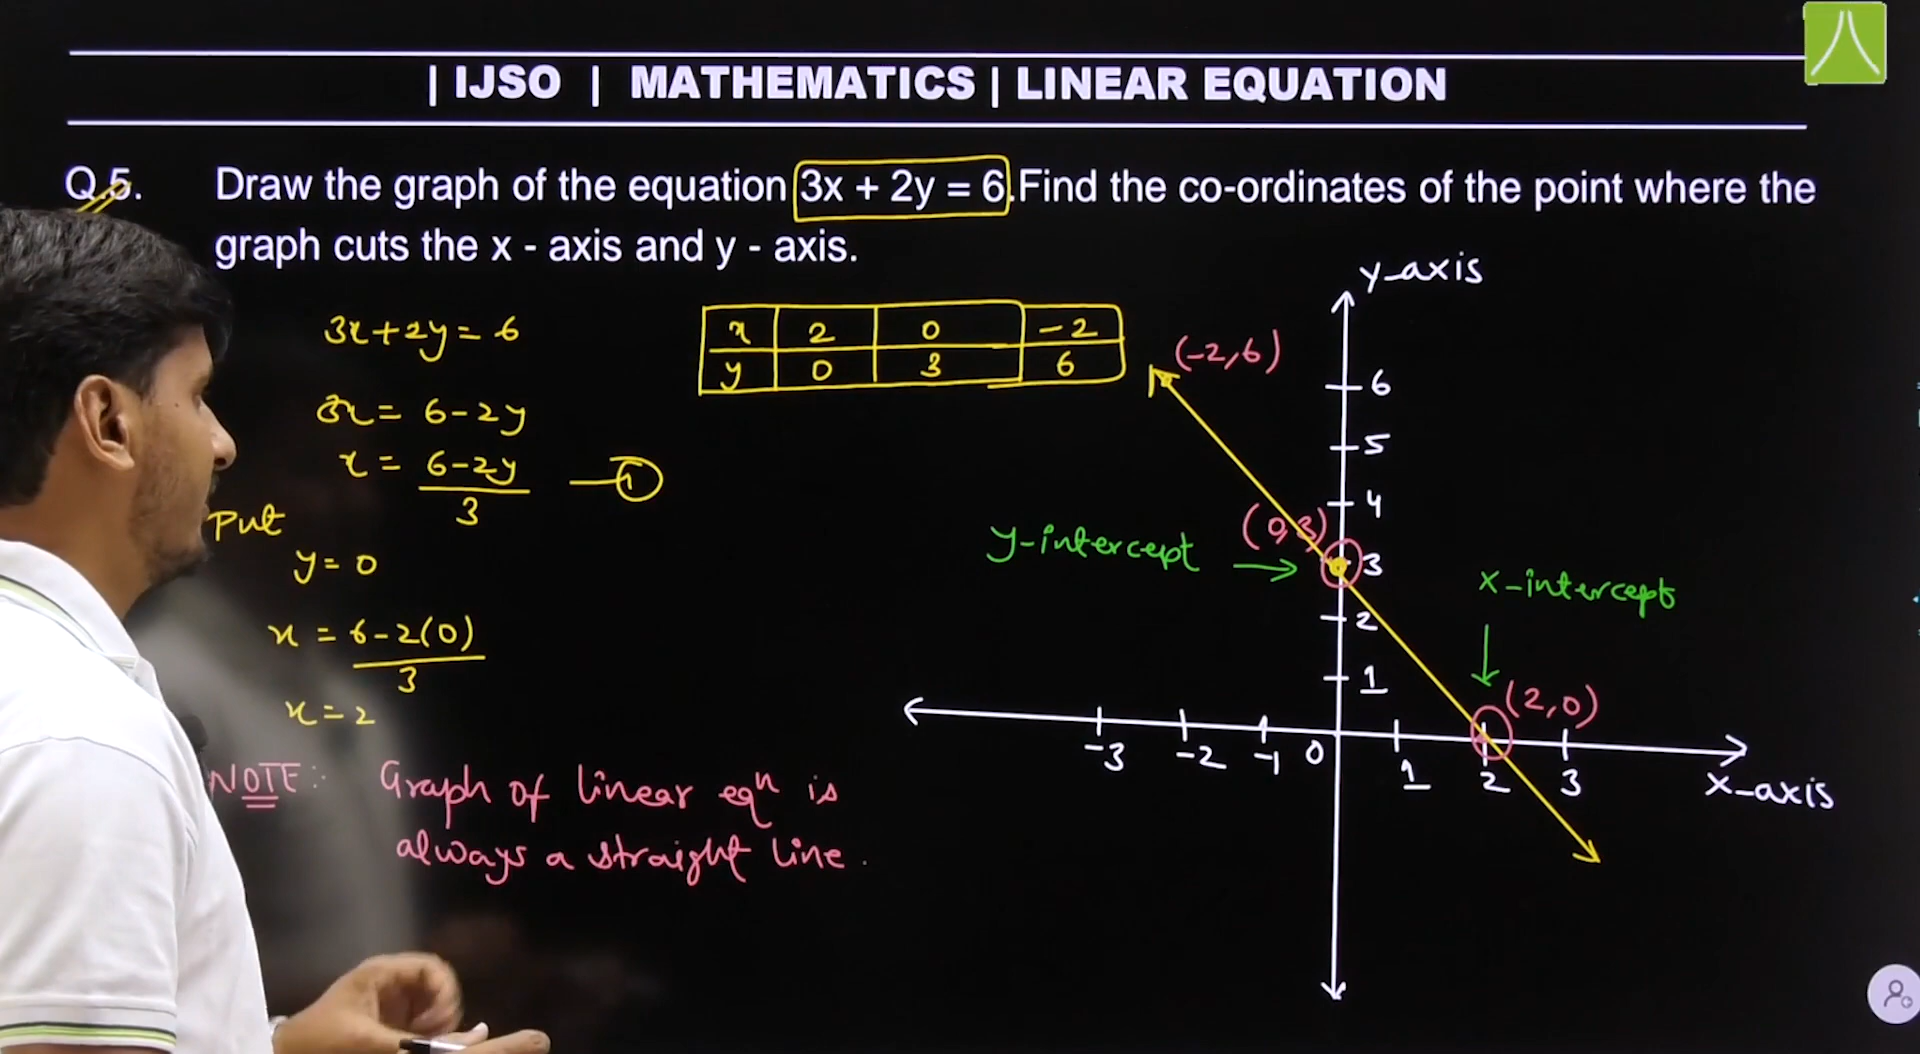 | IJSO | MATHEMATICS | LINEAR EQUATION
Q.5. Draw the graph of the equation 3x + 2y = 6.Find the co-ordinates of the point where the
graph cuts the x - axis and y - axis.
3x+2y=6
3x= 6-2y
x= 6-2y/3 —①
Put
y=0
x = 6-2(0)/3
x=2
NOTE:- Graph of linear eqn is
always a straight line.
x 2 0 -2
y 0 3 6
y-axis
(-2,6)
6
5
4
(0,3)
y-intercept → 3
x-intercept
2
1
(2,0)
-3 -2 -1 0 1 2 3
x-axis